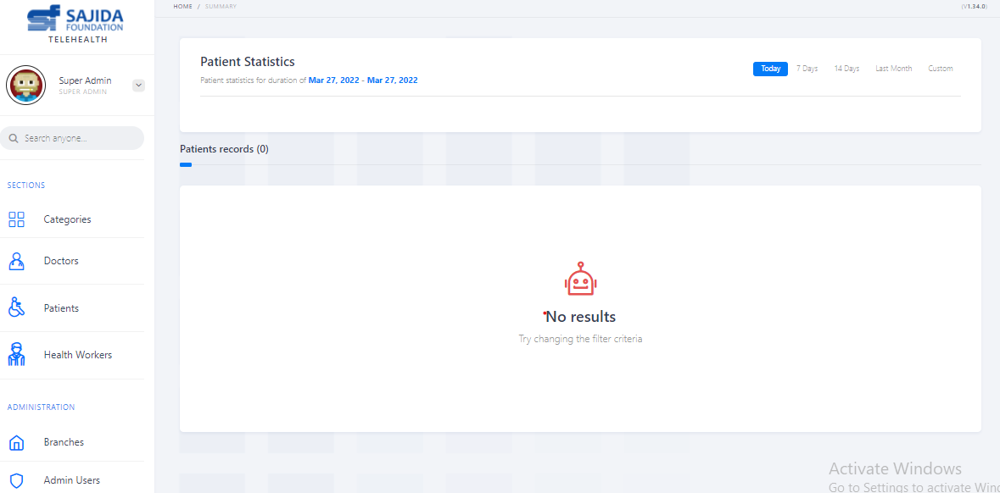 SAJIDA
FOUNDATION
TELEHEALTH
Super Admin
SUPER ADMIN
Search anyone...
SECTIONS
Categories
Doctors
Patients
Health Workers
ADMINISTRATION
Branches
Admin Users
HOME / SUMMARY
(V1.34.0)
Patient Statistics
Patient statistics for duration of Mar 27, 2022 - Mar 27, 2022
Today 7 Days 14 Days Last Month Custom
Patients records (0)
No results
Try changing the filter criteria
Activate Windows
Go to Settings to activate Win